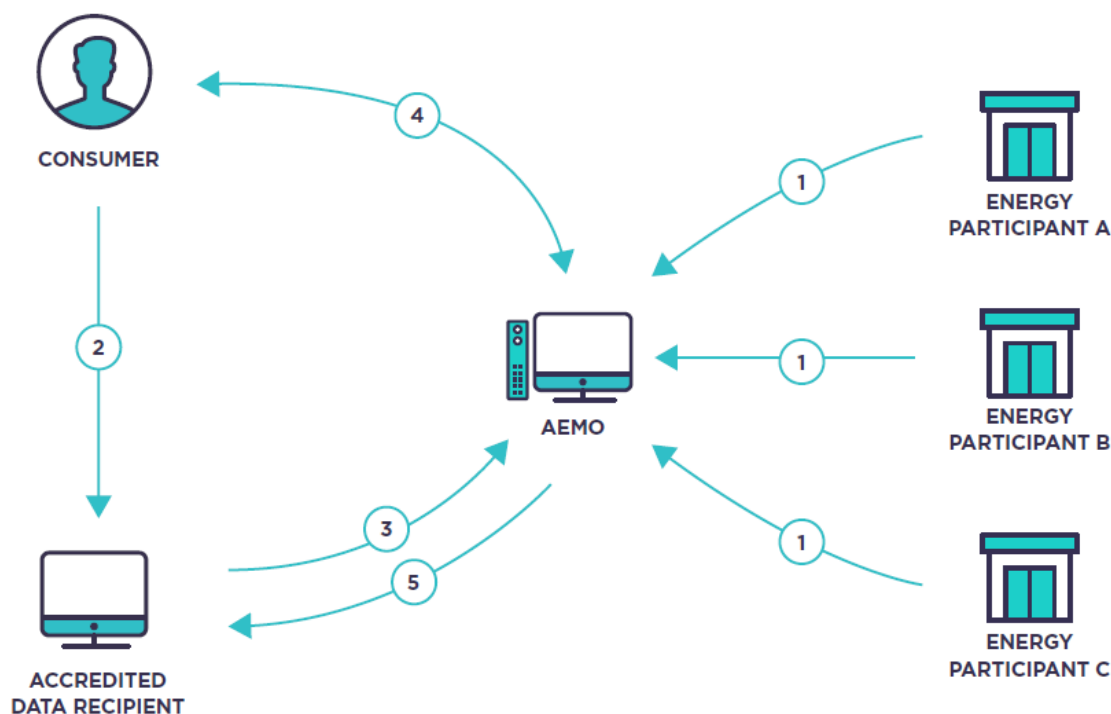 CONSUMER
4
1
ENERGY
PARTICIPANT A
2
AEMO
1
ENERGY
PARTICIPANT B
3
5
1
ENERGY
PARTICIPANT C
ACCREDITED
DATA RECIPIENT